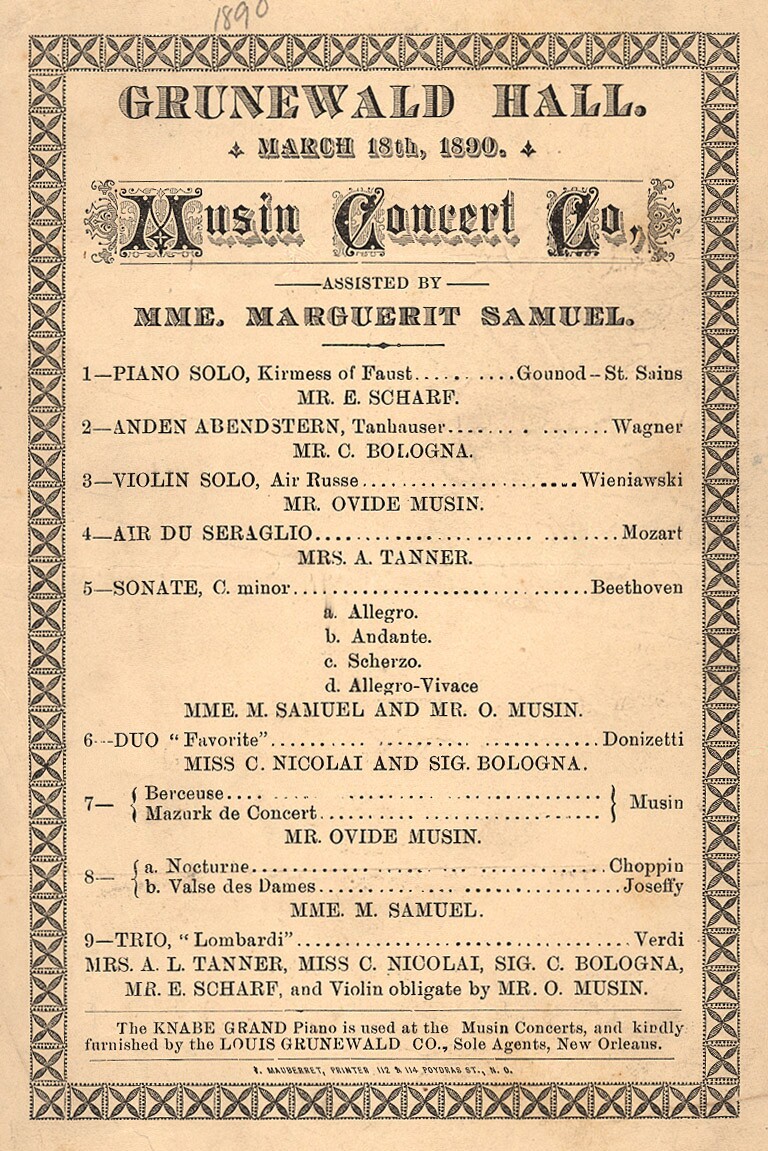 1890
GRUNEWALD HALL.
MARCH 18th, 1890.
Musin Concert Co,
ASSISTED BY
MME. MARGUERIT SAMUEL.
1—PIANO SOLO, Kirmess of Faust..........Gounod—St. Sains
MR. E. SCHARF.
2—ANDEN ABENDSTERN, Tanhauser.................Wagner
MR. C. BOLOGNA.
3—VIOLIN SOLO, Air Russe.........................Wieniawski
MR. OVIDE MUSIN.
4—AIR DU SERAGLIO..................................Mozart
MRS. A. TANNER.
5—SONATE, C. minor.................................Beethoven
a. Allegro.
b. Andante.
c. Scherzo.
d. Allegro-Vivace
MME. M. SAMUEL AND MR. O. MUSIN.
6—DUO "Favorite"....................................Donizetti
MISS C. NICOLAI AND SIG. BOLOGNA.
7— { Berceuse.......................................... } Musin
{ Mazurk de Concert................................ }
MR. OVIDE MUSIN.
8— { a. Nocturne.......................................Choppin
{ b. Valse des Dames.................................Joseffy
MME. M. SAMUEL.
9—TRIO, "Lombardi"......................................Verdi
MRS. A. L. TANNER, MISS C. NICOLAI, SIG. C. BOLOGNA,
MR. E. SCHARF, and Violin obligate by MR. O. MUSIN.
The KNABE GRAND Piano is used at the Musin Concerts, and kindly
furnished by the LOUIS GRUNEWALD CO., Sole Agents, New Orleans.
MAUBERRET, PRINTER 112 & 114 POYDRAS ST., N. O.